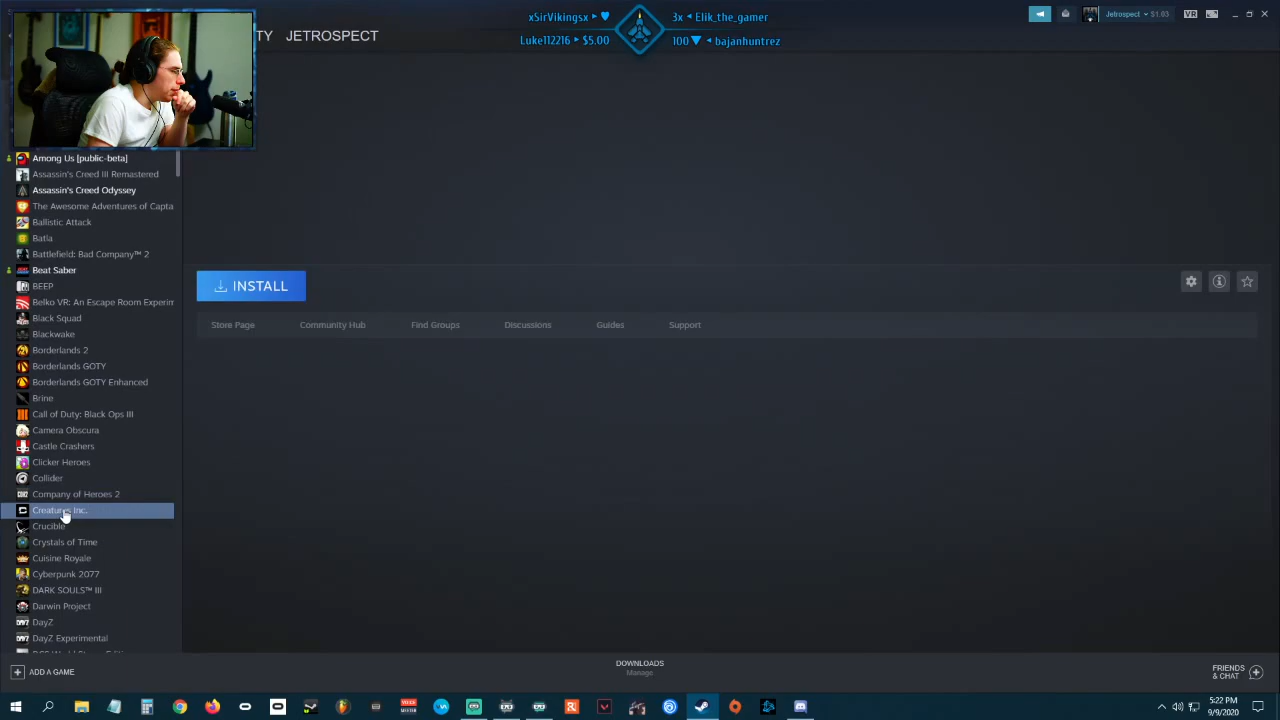 xSirVikingsx ▸ ♥
3x ◂ Elik_the_gamer
Luke112216 ▸ $5.00
100 ▼ ◂ bajanhuntrez
TY JETROSPECT
Jetrospect $1.03
VR
Among Us [public-beta]
Assassin's Creed III Remastered
Assassin's Creed Odyssey
The Awesome Adventures of Capta
Ballistic Attack
Batla
Battlefield: Bad Company™ 2
Beat Saber
BEEP
Belko VR: An Escape Room Experim
Black Squad
Blackwake
Borderlands 2
Borderlands GOTY
Borderlands GOTY Enhanced
Brine
Call of Duty: Black Ops III
Camera Obscura
Castle Crashers
Clicker Heroes
Collider
Company of Heroes 2
Creatures Inc.
Crucible
Crystals of Time
Cuisine Royale
Cyberpunk 2077
DARK SOULS™ III
Darwin Project
DayZ
DayZ Experimental
INSTALL
Store Page
Community Hub
Find Groups
Discussions
Guides
Support
ADD A GAME
DOWNLOADS
Manage
FRIENDS
& CHAT
5:22 PM
9/9/2020